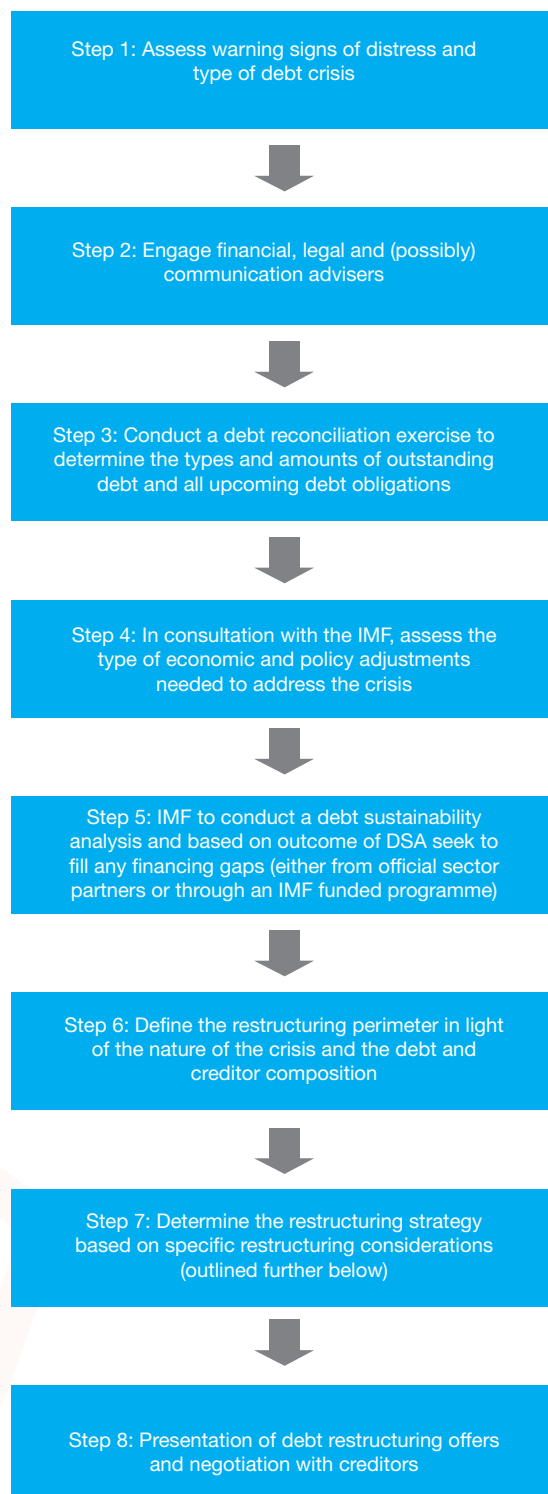 Step 1: Assess warning signs of distress and
type of debt crisis
Step 2: Engage financial, legal and (possibly)
communication advisers
Step 3: Conduct a debt reconciliation exercise to
determine the types and amounts of outstanding
debt and all upcoming debt obligations
Step 4: In consultation with the IMF, assess the
type of economic and policy adjustments
needed to address the crisis
Step 5: IMF to conduct a debt sustainability
analysis and based on outcome of DSA seek to
fill any financing gaps (either from official sector
partners or through an IMF funded programme)
Step 6: Define the restructuring perimeter in light
of the nature of the crisis and the debt and
creditor composition
Step 7: Determine the restructuring strategy
based on specific restructuring considerations
(outlined further below)
Step 8: Presentation of debt restructuring offers
and negotiation with creditors